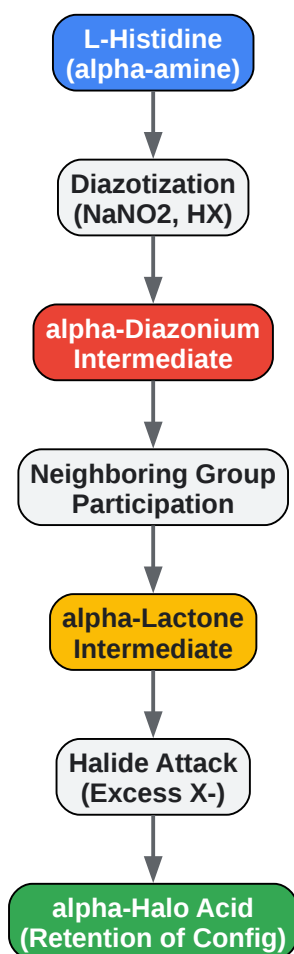 L-Histidine
(alpha-amine)
Diazotization
(NaNO2, HX)
alpha-Diazonium
Intermediate
Neighboring Group
Participation
alpha-Lactone
Intermediate
Halide Attack
(Excess X-)
alpha-Halo Acid
(Retention of Config)